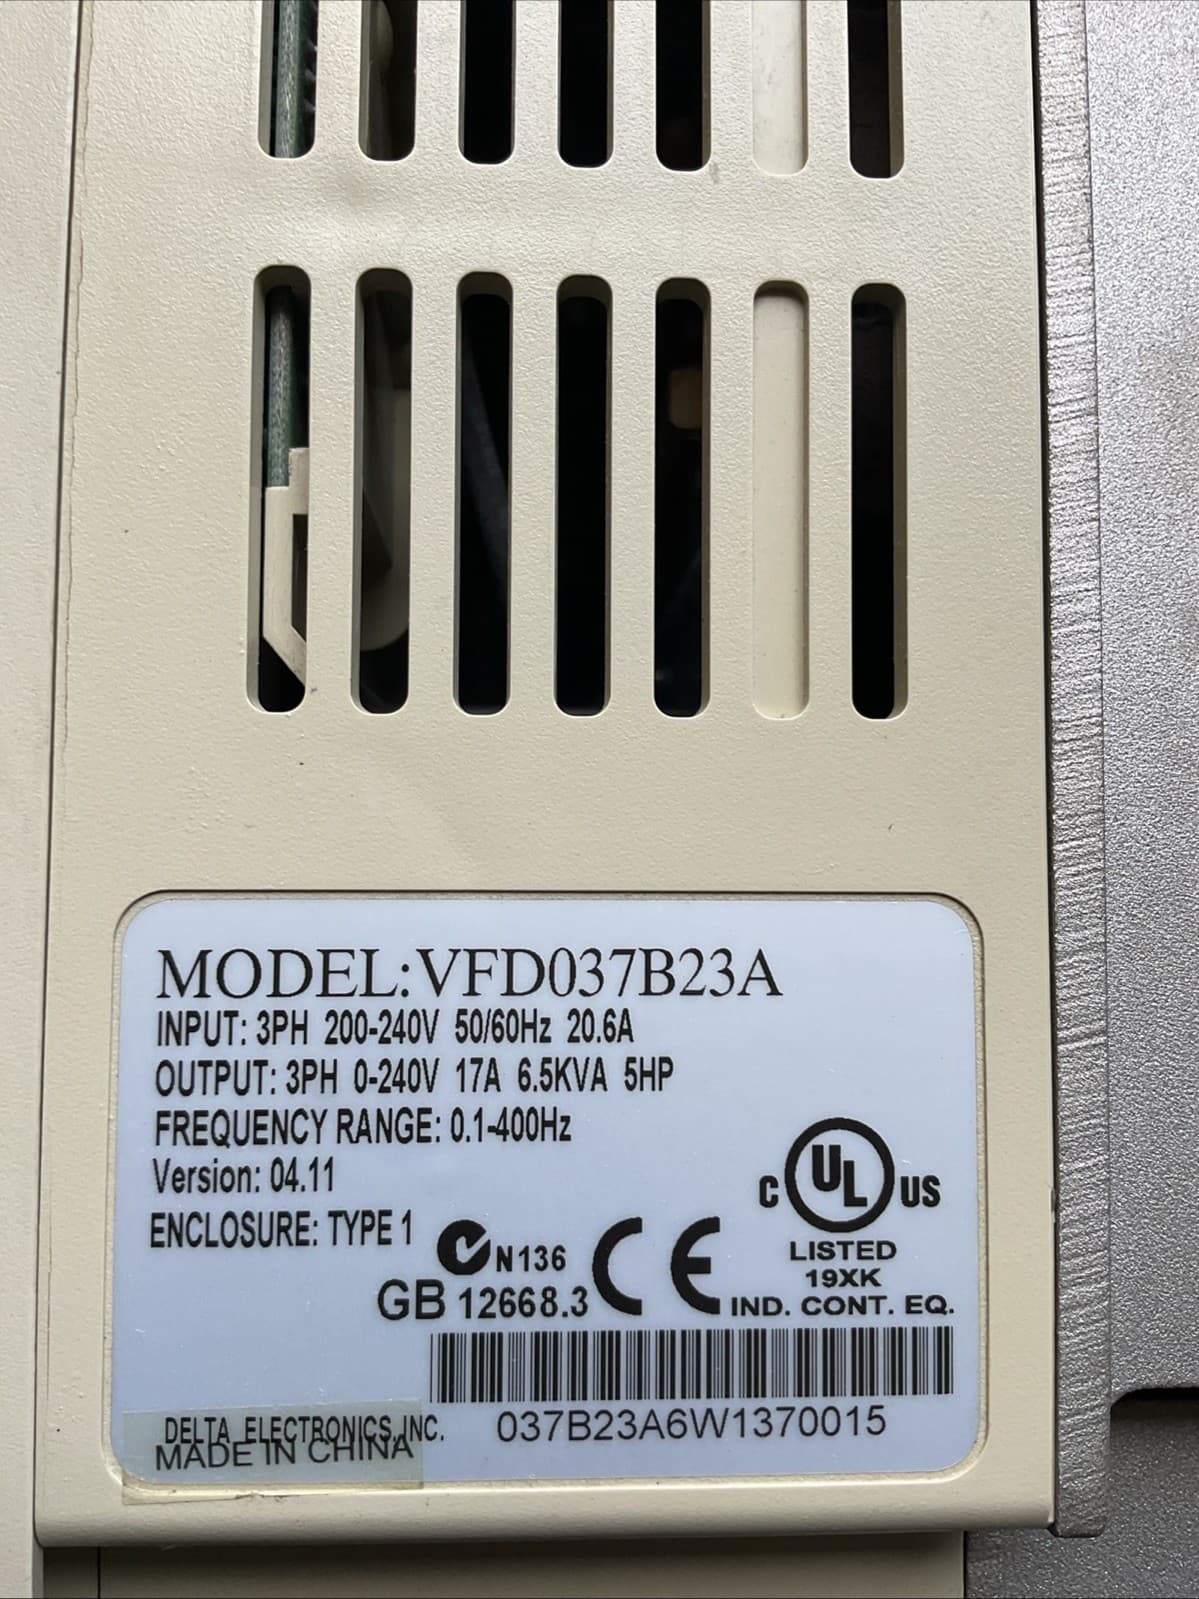 MODEL:VFD037B23A
INPUT: 3PH 200-240V 50/60Hz 20.6A
OUTPUT: 3PH 0-240V 17A 6.5KVA 5HP
FREQUENCY RANGE: 0.1-400Hz
Version: 04.11
ENCLOSURE: TYPE 1
N136
CE
GB 12668.3
C UL US
LISTED
19XK
IND. CONT. EQ.
037B23A6W1370015
DELTA ELECTRONICS,INC.
MADE IN CHINA